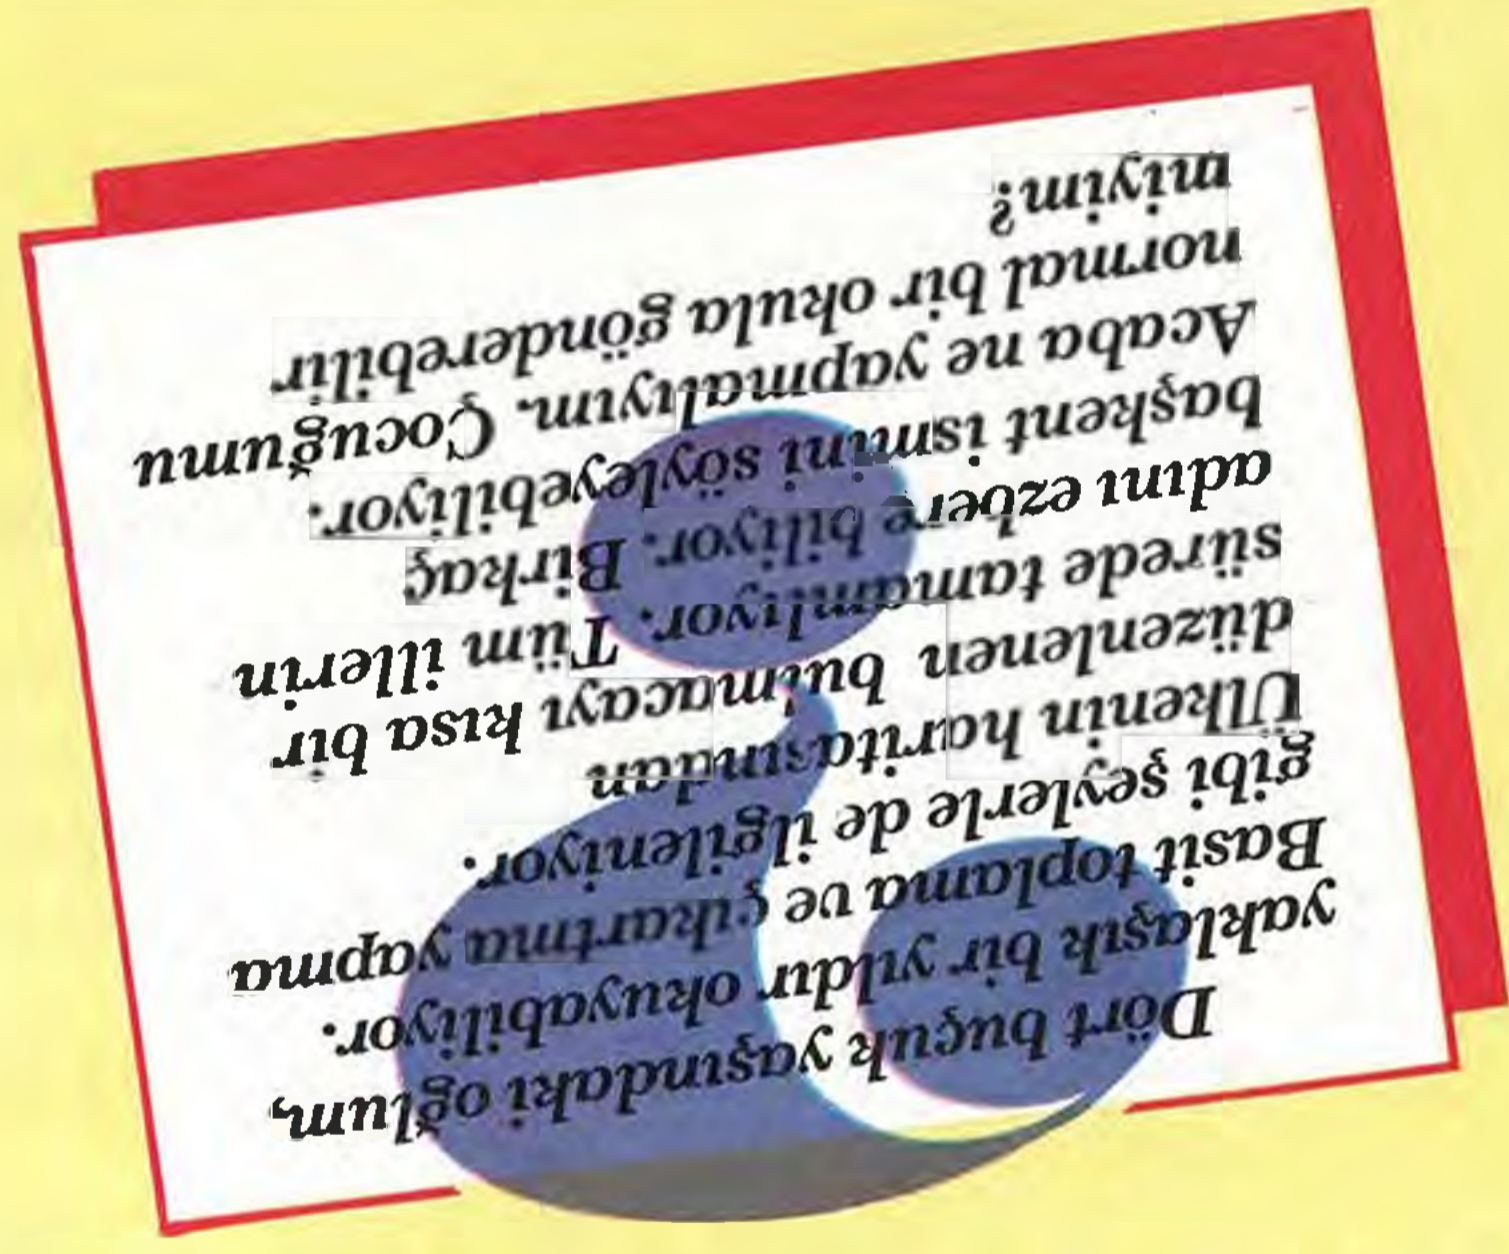 Dört buçuk yaşındaki oğlum,
yaklaşık bir yıldır okuyabiliyor.
Basit toplama ve çıkartma yapma
gibi şeylerle de ilgileniyor.
Ülkenin haritasından
düzenlenen bulmacayı kısa bir
sürede tamamlıyor. Tüm illerin
adını ezbere biliyor. Birkaç
başkent ismini söyleyebiliyor.
Acaba ne yapmalıyım. Çocuğumu
normal bir okula gönderebilir
miyim?